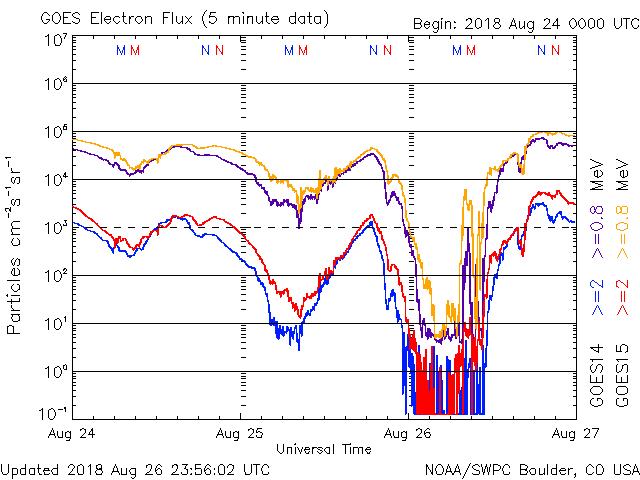 GOES Electron Flux (5 minute data)
Begin: 2018 Aug 24 0000 UTC
10⁷
M M N N M M N N M M N N
10⁶
10⁵
10⁴
10³
10²
10¹
10⁰
10⁻¹
Particles cm⁻²s⁻¹sr⁻¹
GOES14 >=2 >=0.8 MeV
GOES15 >=2 >=0.8 MeV
Aug 24 Aug 25 Aug 26 Aug 27
Universal Time
Updated 2018 Aug 26 23:56:02 UTC
NOAA/SWPC Boulder, CO USA